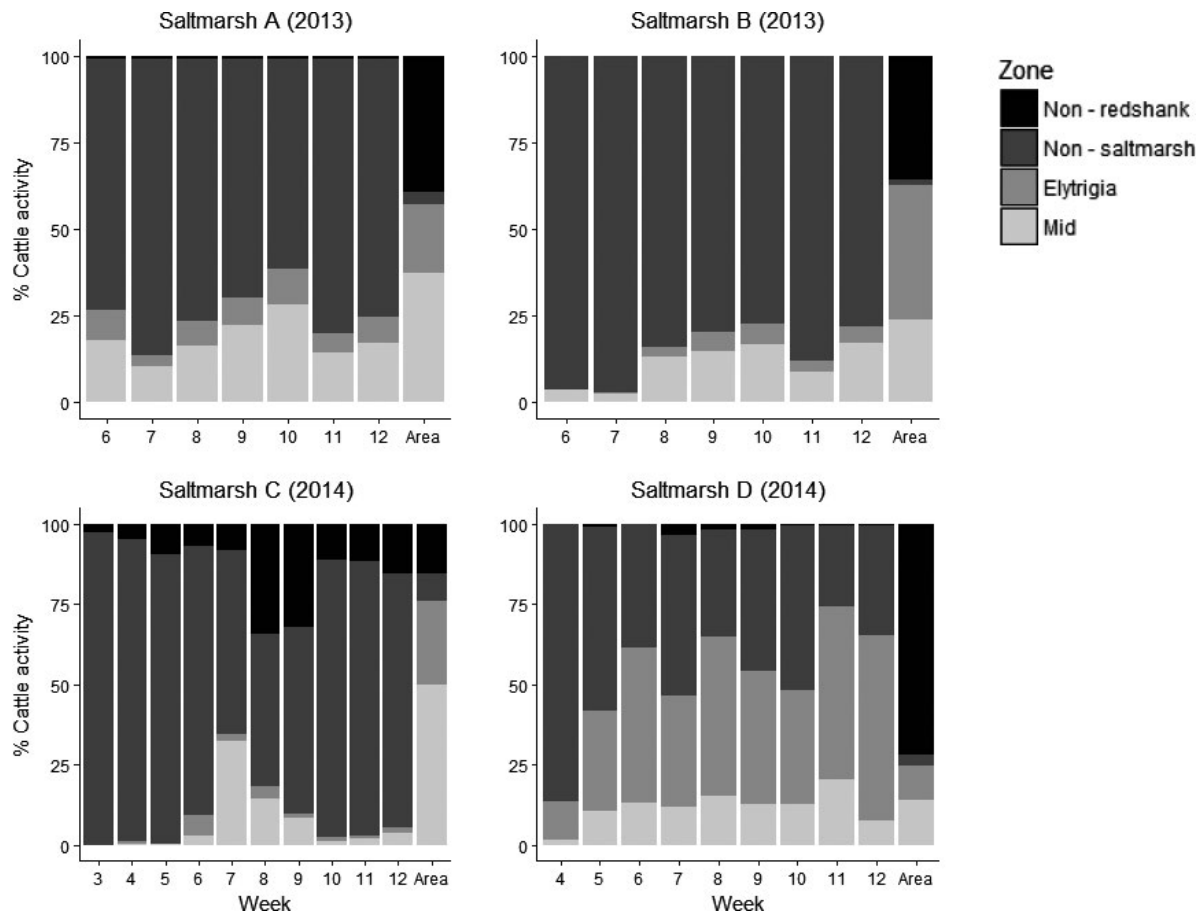 Saltmarsh A (2013)
Saltmarsh B (2013)
% Cattle activity
100
75
50
25
0
6 7 8 9 10 11 12 Area
100
75
50
25
0
6 7 8 9 10 11 12 Area
Zone
Non - redshank
Non - saltmarsh
Elytrigia
Mid
Saltmarsh C (2014)
Saltmarsh D (2014)
% Cattle activity
100
75
50
25
0
3 4 5 6 7 8 9 10 11 12 Area
Week
100
75
50
25
0
4 5 6 7 8 9 10 11 12 Area
Week